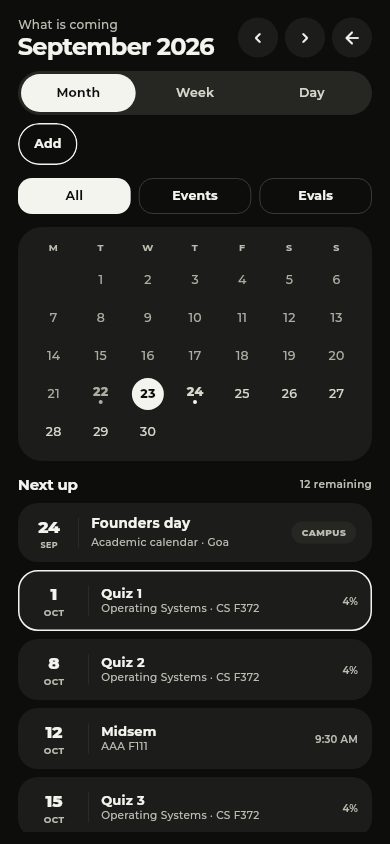 What is coming
September 2026
Month Week Day
Add
All Events Evals
M T W T F S S
1 2 3 4 5 6
7 8 9 10 11 12 13
14 15 16 17 18 19 20
21 22 23 24 25 26 27
28 29 30
Next up 12 remaining
24 SEP
Founders day
Academic calendar · Goa
CAMPUS
1 OCT
Quiz 1
Operating Systems · CS F372
4%
8 OCT
Quiz 2
Operating Systems · CS F372
4%
12 OCT
Midsem
AAA F111
9:30 AM
15 OCT
Quiz 3
Operating Systems · CS F372
4%